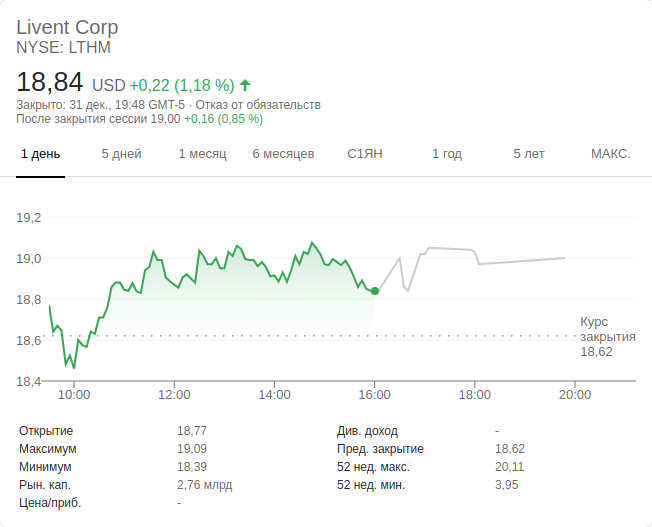 Livent Corp
NYSE: LTHM
18,84 USD +0,22 (1,18 %)
Закрыто: 31 дек., 19:48 GMT-5 · Отказ от обязательств
После закрытия сессии 19,00 +0,16 (0,85 %)
1 день 5 дней 1 месяц 6 месяцев С1ЯН 1 год 5 лет МАКС.
19,2
19,0
18,8
18,6
18,4
Курс
закрытия
18,62
10:00 12:00 14:00 16:00 18:00 20:00
Открытие 18,77 Див. доход -
Максимум 19,09 Пред. закрытие 18,62
Минимум 18,39 52 нед. макс. 20,11
Рын. кап. 2,76 млрд 52 нед. мин. 3,95
Цена/приб. -